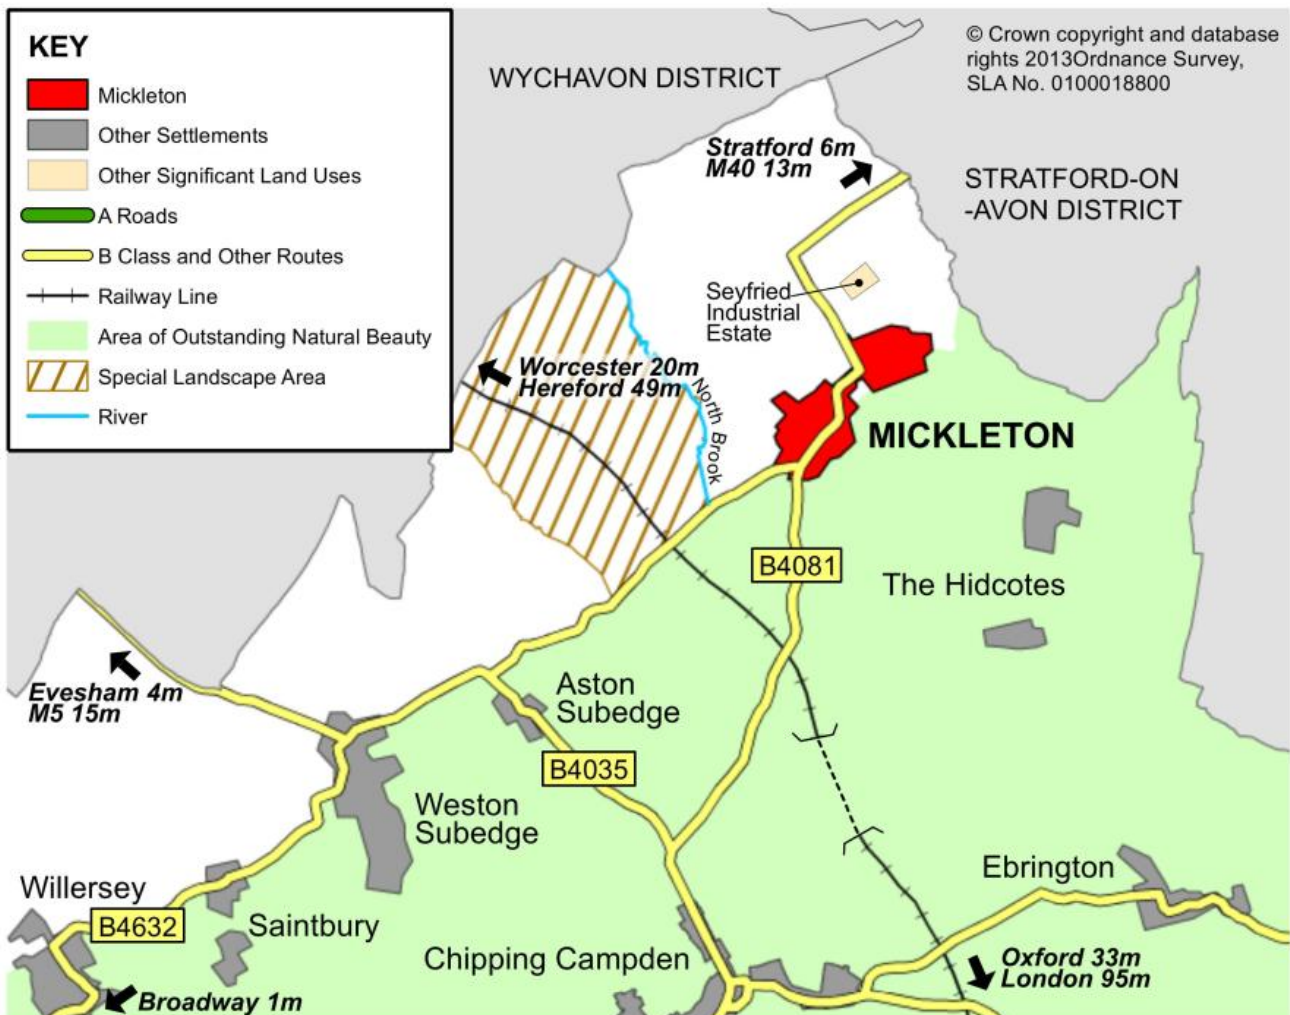 KEY
Mickleton
Other Settlements
Other Significant Land Uses
A Roads
B Class and Other Routes
Railway Line
Area of Outstanding Natural Beauty
Special Landscape Area
River
© Crown copyright and database
rights 2013Ordnance Survey,
SLA No. 0100018800
WYCHAVON DISTRICT
Stratford 6m
M40 13m
STRATFORD-ON
-AVON DISTRICT
Seyfried
Industrial
Estate
Worcester 20m
Hereford 49m
North Brook
MICKLETON
B4081
The Hidcotes
Evesham 4m
M5 15m
Aston
Subedge
B4035
Weston
Subedge
Ebrington
Willersey
B4632
Saintbury
Chipping Campden
Oxford 33m
London 95m
Broadway 1m